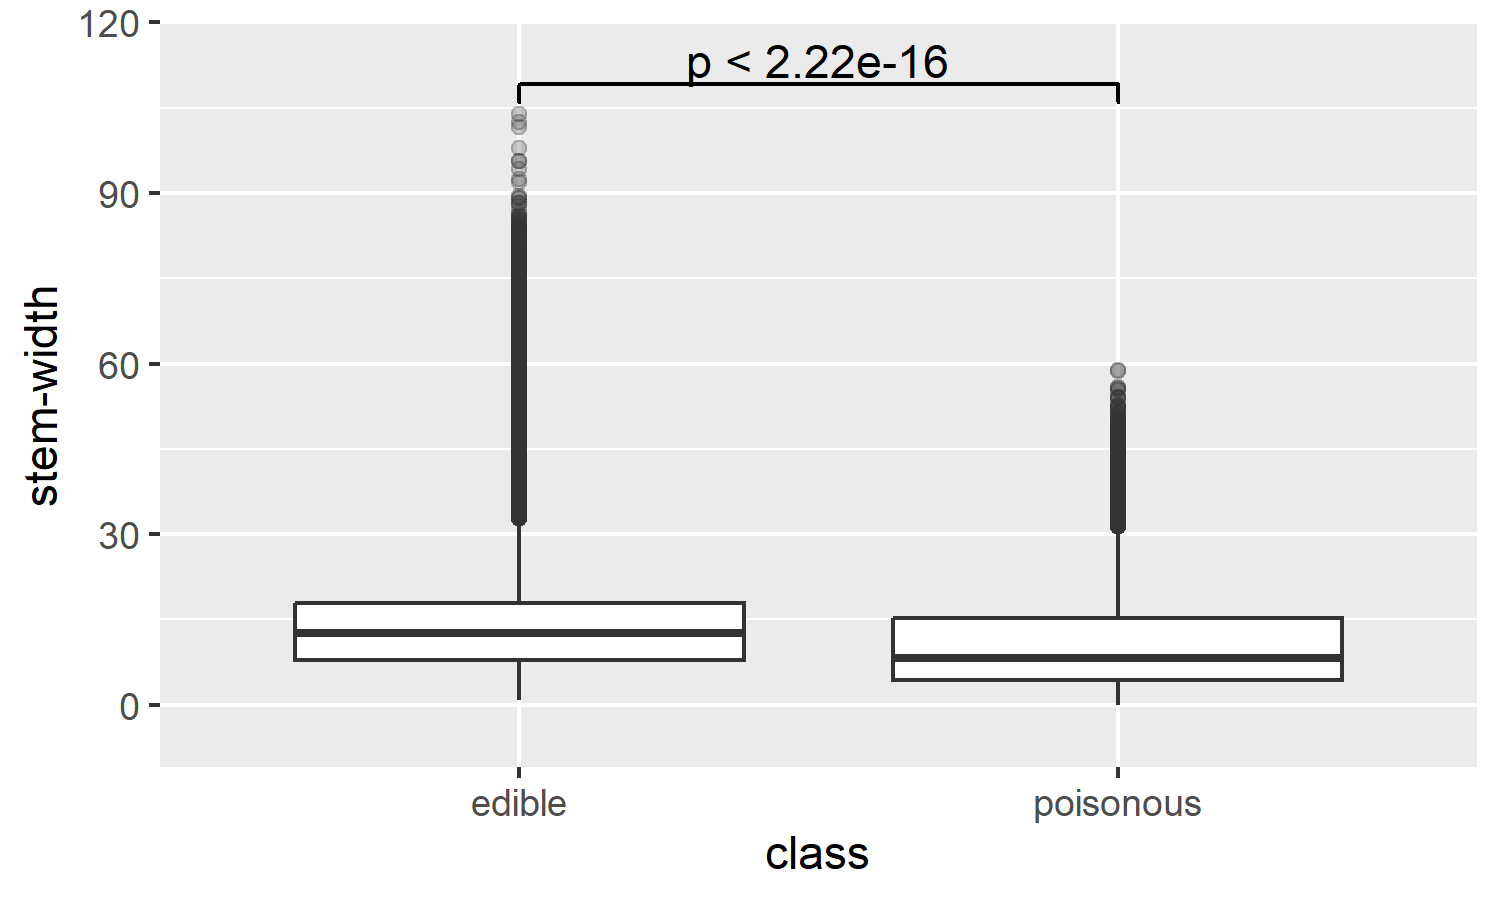 120
p < 2.22e-16
90
60
30
0
stem-width
edible
poisonous
class